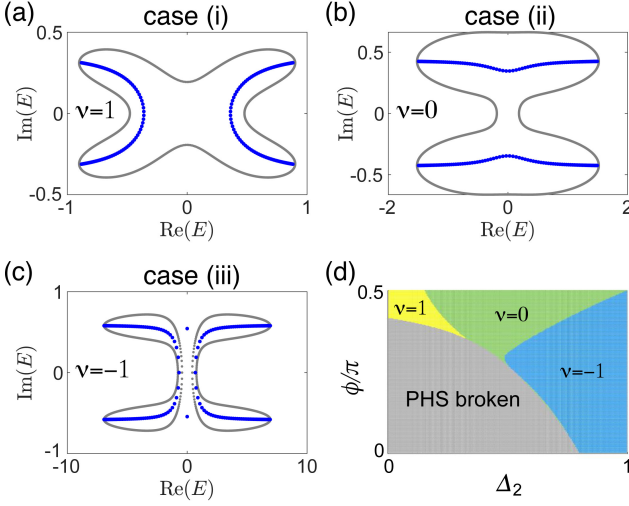 (a)
case (i)
0.5
0
-0.5
Im(E)
ν=1
-1
0
1
Re(E)
(b)
case (ii)
0.5
0
-0.5
Im(E)
ν=0
-2
0
2
Re(E)
(c)
case (iii)
1
0
-1
Im(E)
ν=-1
-10
0
10
Re(E)
(d)
0.5
0
ϕ/π
ν=1
ν=0
ν=-1
PHS broken
0
1
Δ₂